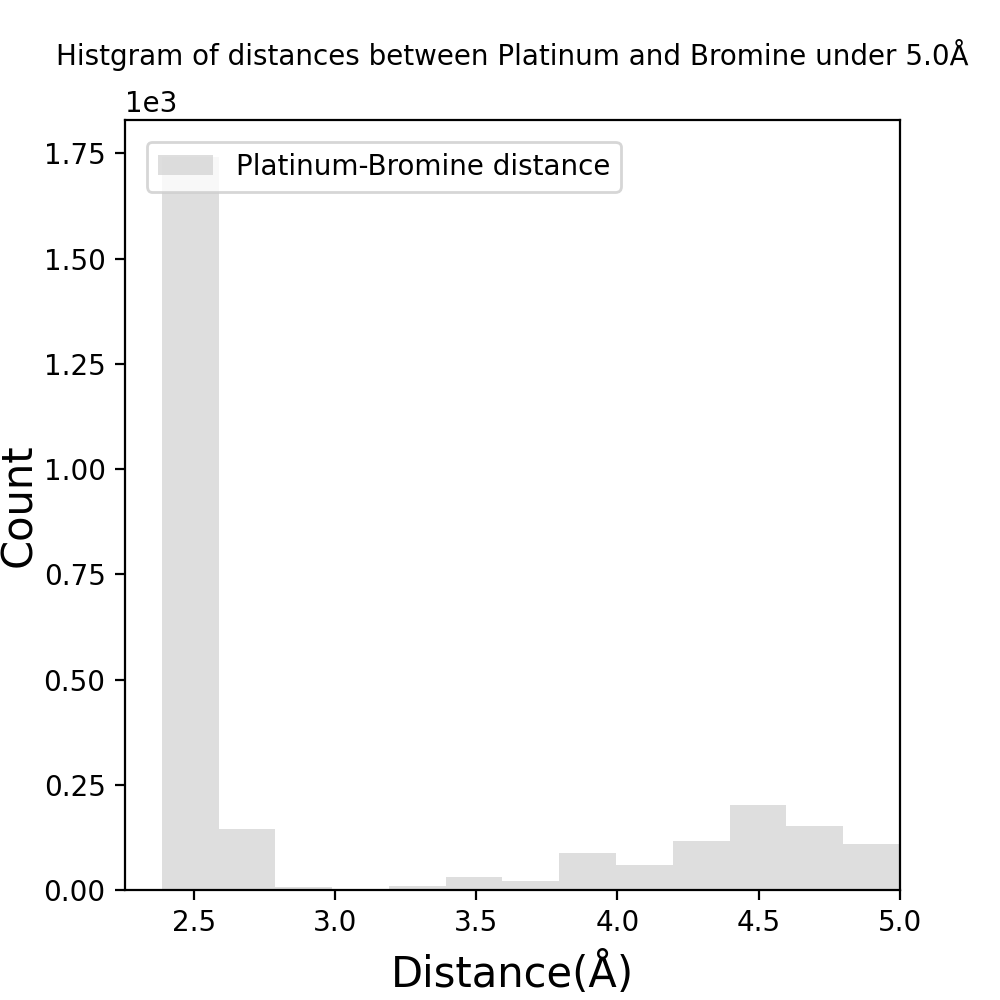 Histgram of distances between Platinum and Bromine under 5.0Å
1e3
Platinum-Bromine distance
1.75
1.50
1.25
1.00
0.75
0.50
0.25
0.00
Count
2.5 3.0 3.5 4.0 4.5 5.0
Distance(Å)